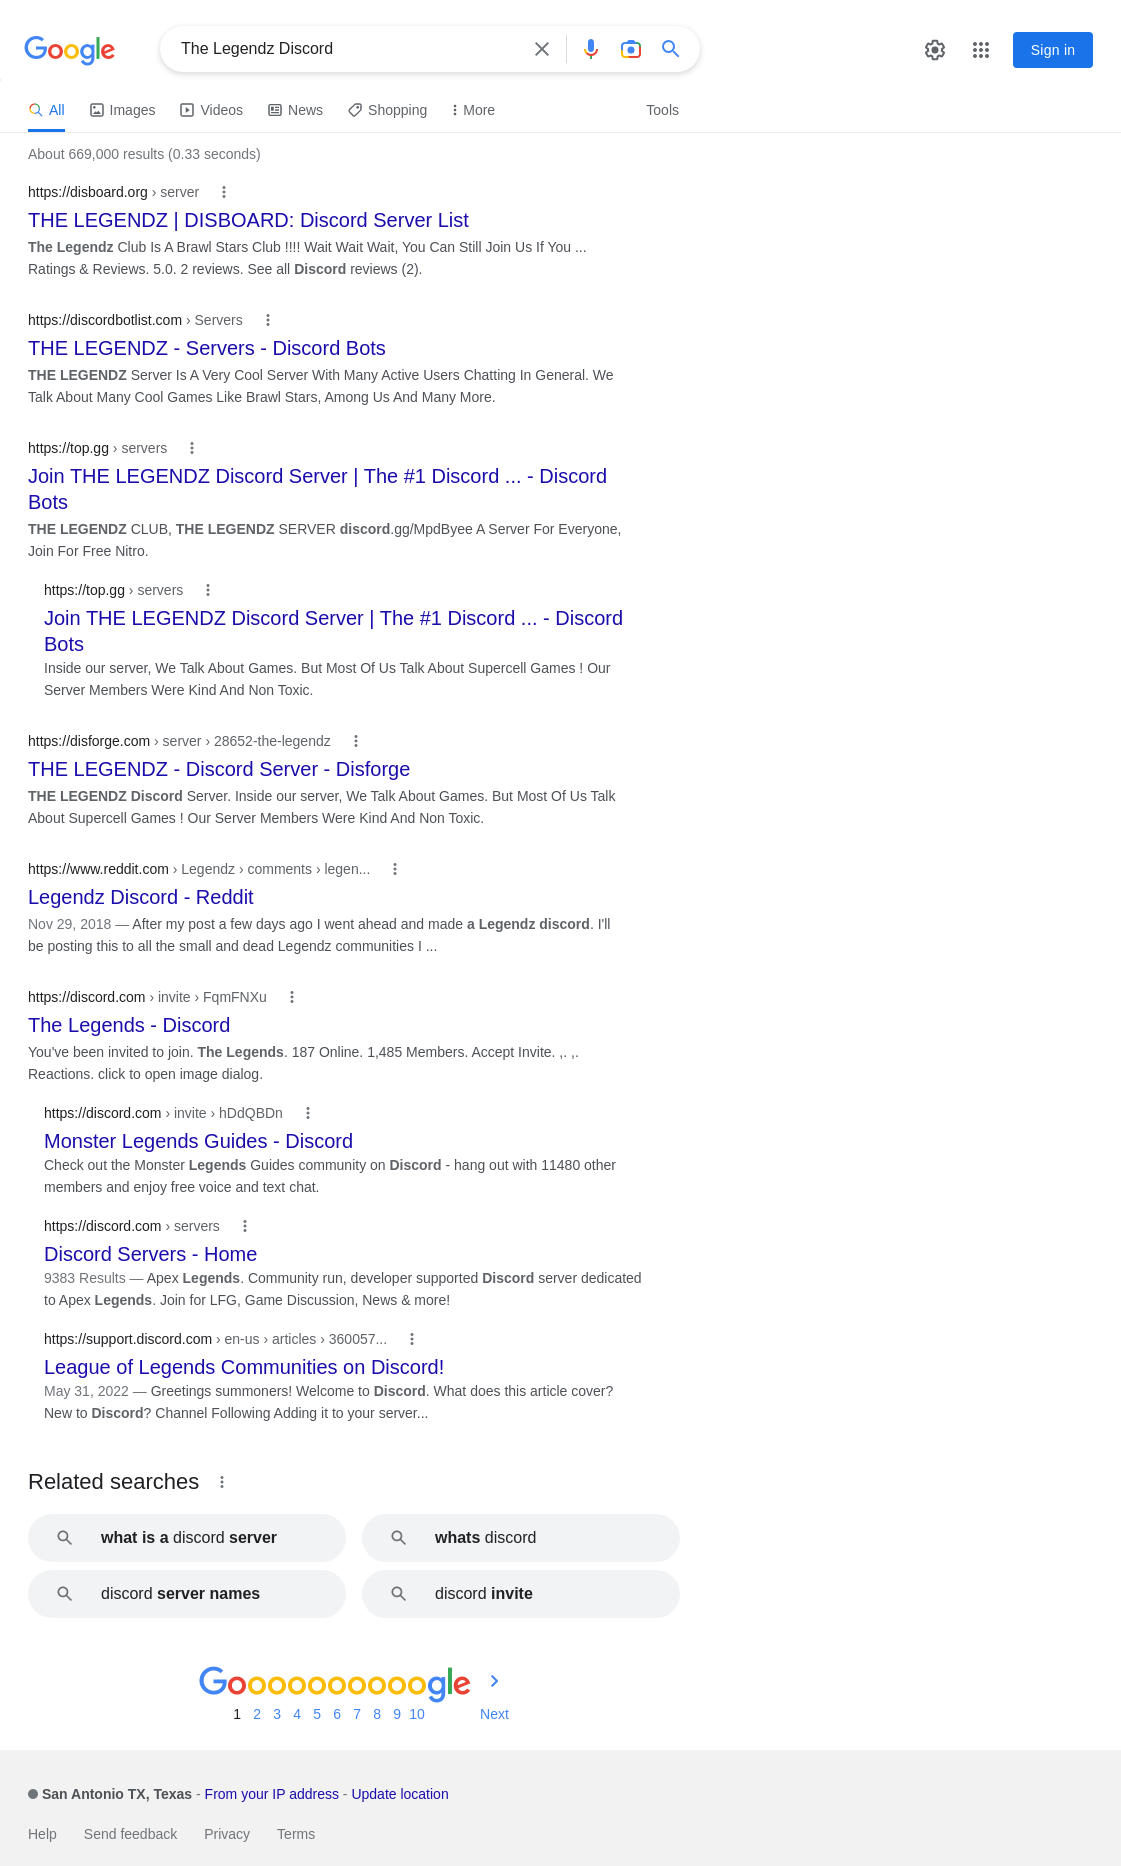 Google
The Legendz Discord
Sign in
All Images Videos News Shopping More Tools
About 669,000 results (0.33 seconds)
https://disboard.org › server
THE LEGENDZ | DISBOARD: Discord Server List
The Legendz Club Is A Brawl Stars Club !!!! Wait Wait Wait, You Can Still Join Us If You ...
Ratings & Reviews. 5.0. 2 reviews. See all Discord reviews (2).
https://discordbotlist.com › Servers
THE LEGENDZ - Servers - Discord Bots
THE LEGENDZ Server Is A Very Cool Server With Many Active Users Chatting In General. We
Talk About Many Cool Games Like Brawl Stars, Among Us And Many More.
https://top.gg › servers
Join THE LEGENDZ Discord Server | The #1 Discord ... - Discord
Bots
THE LEGENDZ CLUB, THE LEGENDZ SERVER discord.gg/MpdByee A Server For Everyone,
Join For Free Nitro.
https://top.gg › servers
Join THE LEGENDZ Discord Server | The #1 Discord ... - Discord
Bots
Inside our server, We Talk About Games. But Most Of Us Talk About Supercell Games ! Our
Server Members Were Kind And Non Toxic.
https://disforge.com › server › 28652-the-legendz
THE LEGENDZ - Discord Server - Disforge
THE LEGENDZ Discord Server. Inside our server, We Talk About Games. But Most Of Us Talk
About Supercell Games ! Our Server Members Were Kind And Non Toxic.
https://www.reddit.com › Legendz › comments › legen...
Legendz Discord - Reddit
Nov 29, 2018 — After my post a few days ago I went ahead and made a Legendz discord. I'll
be posting this to all the small and dead Legendz communities I ...
https://discord.com › invite › FqmFNXu
The Legends - Discord
You've been invited to join. The Legends. 187 Online. 1,485 Members. Accept Invite. ,. ,.
Reactions. click to open image dialog.
https://discord.com › invite › hDdQBDn
Monster Legends Guides - Discord
Check out the Monster Legends Guides community on Discord - hang out with 11480 other
members and enjoy free voice and text chat.
https://discord.com › servers
Discord Servers - Home
9383 Results — Apex Legends. Community run, developer supported Discord server dedicated
to Apex Legends. Join for LFG, Game Discussion, News & more!
https://support.discord.com › en-us › articles › 360057...
League of Legends Communities on Discord!
May 31, 2022 — Greetings summoners! Welcome to Discord. What does this article cover?
New to Discord? Channel Following Adding it to your server...
Related searches
what is a discord server
whats discord
discord server names
discord invite
Goooooooooogle
1 2 3 4 5 6 7 8 9 10 Next
San Antonio TX, Texas - From your IP address - Update location
Help Send feedback Privacy Terms